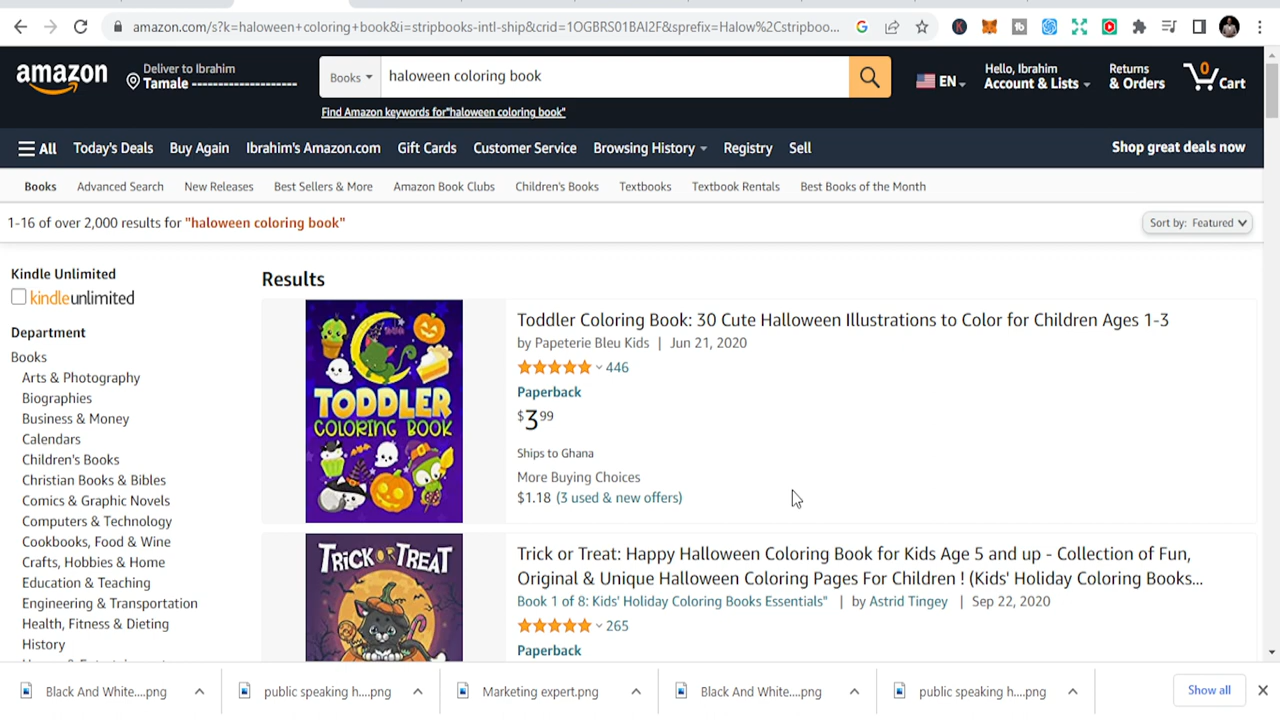 amazon.com/s?k=haloween+coloring+book&i=stripbooks-intl-ship&crid=1OGBRS01BAI2F&sprefix=Halow%2Cstripboo...
amazon
Deliver to Ibrahim
Tamale
Books
haloween coloring book
Find Amazon keywords for"haloween coloring book"
EN
Hello, Ibrahim
Account & Lists
Returns
& Orders
0
Cart
All
Today's Deals
Buy Again
Ibrahim's Amazon.com
Gift Cards
Customer Service
Browsing History
Registry
Sell
Shop great deals now
Books
Advanced Search
New Releases
Best Sellers & More
Amazon Book Clubs
Children's Books
Textbooks
Textbook Rentals
Best Books of the Month
1-16 of over 2,000 results for "haloween coloring book"
Sort by: Featured
Kindle Unlimited
kindleunlimited
Department
Books
Arts & Photography
Biographies
Business & Money
Calendars
Children's Books
Christian Books & Bibles
Comics & Graphic Novels
Computers & Technology
Cookbooks, Food & Wine
Crafts, Hobbies & Home
Education & Teaching
Engineering & Transportation
Health, Fitness & Dieting
History
Results
TODDLER
COLORING BOOK
Toddler Coloring Book: 30 Cute Halloween Illustrations to Color for Children Ages 1-3
by Papeterie Bleu Kids | Jun 21, 2020
446
Paperback
$3.99
Ships to Ghana
More Buying Choices
$1.18 (3 used & new offers)
TRICK OR TREAT
Trick or Treat: Happy Halloween Coloring Book for Kids Age 5 and up - Collection of Fun,
Original & Unique Halloween Coloring Pages For Children ! (Kids' Holiday Coloring Books...
Book 1 of 8: Kids' Holiday Coloring Books Essentials" | by Astrid Tingey | Sep 22, 2020
265
Paperback
Black And White....png
public speaking h....png
Marketing expert.png
Black And White....png
public speaking h....png
Show all